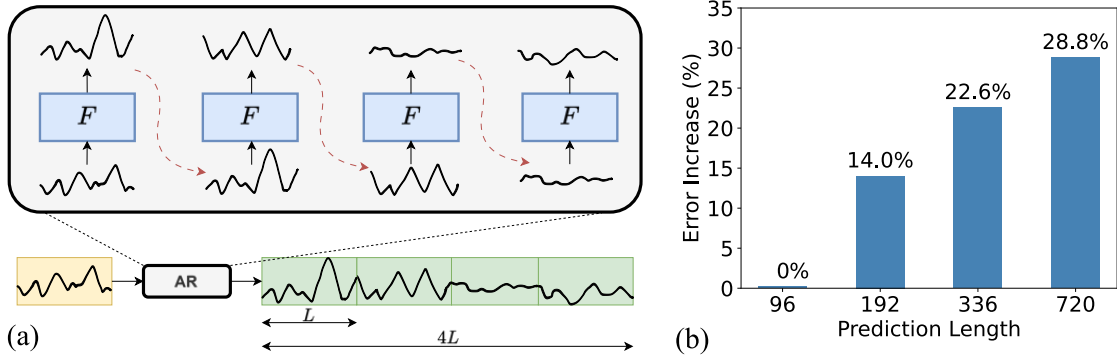 F F F F
AR
L
4L
(a)
Error Increase (%)
35
30
25
20
15
10
5
0
0%
14.0%
22.6%
28.8%
96 192 336 720
Prediction Length
(b)